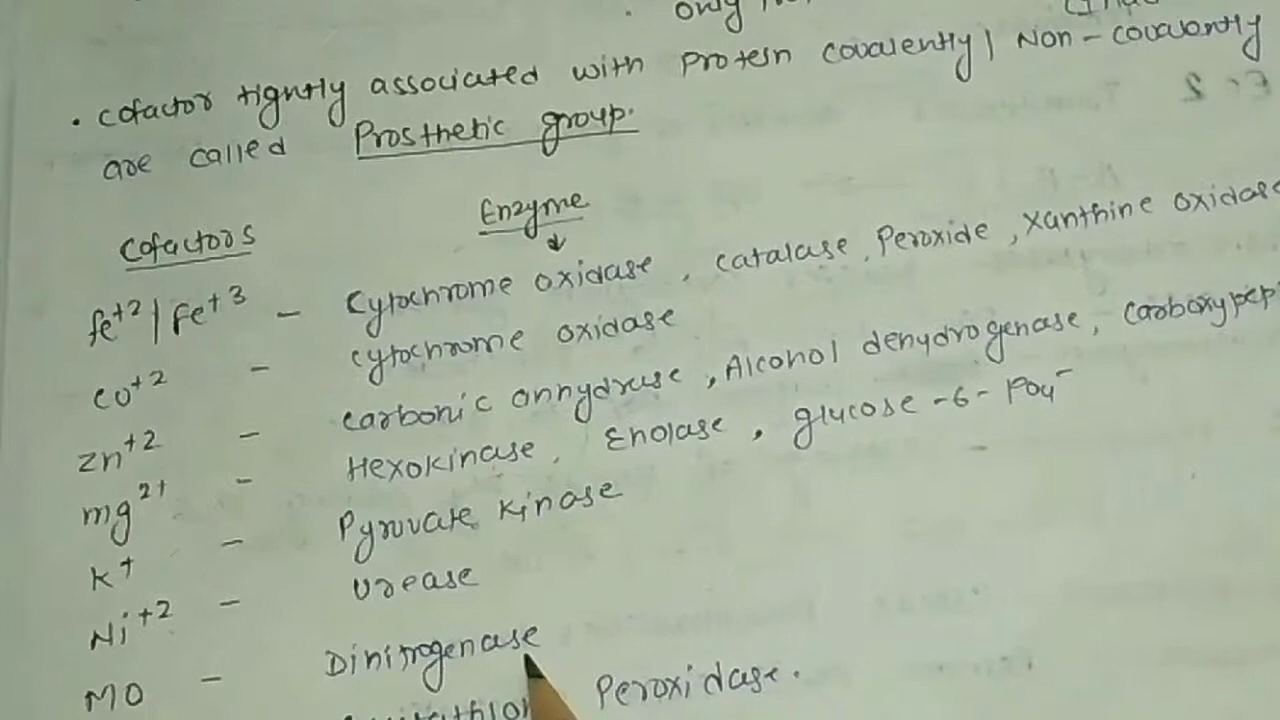 only
. Cofactor tightly associated with Protein covalently | Non-covalently
are called Prosthetic group.
Cofactors Enzyme
Fe+2 | Fe+3 - Cytochrome oxidase, catalase, Peroxide, Xanthine oxidase
CO+2 - Cytochrome oxidase
Zn+2 - Carbonic anhydrase, Alcohol dehydrogenase, Carboxypep
mg2+ - Hexokinase, Enolase, glucose-6-PO4-
K+ - Pyruvate kinase
Ni+2 - Urease
MO - Dinitrogenase
Peroxidase.